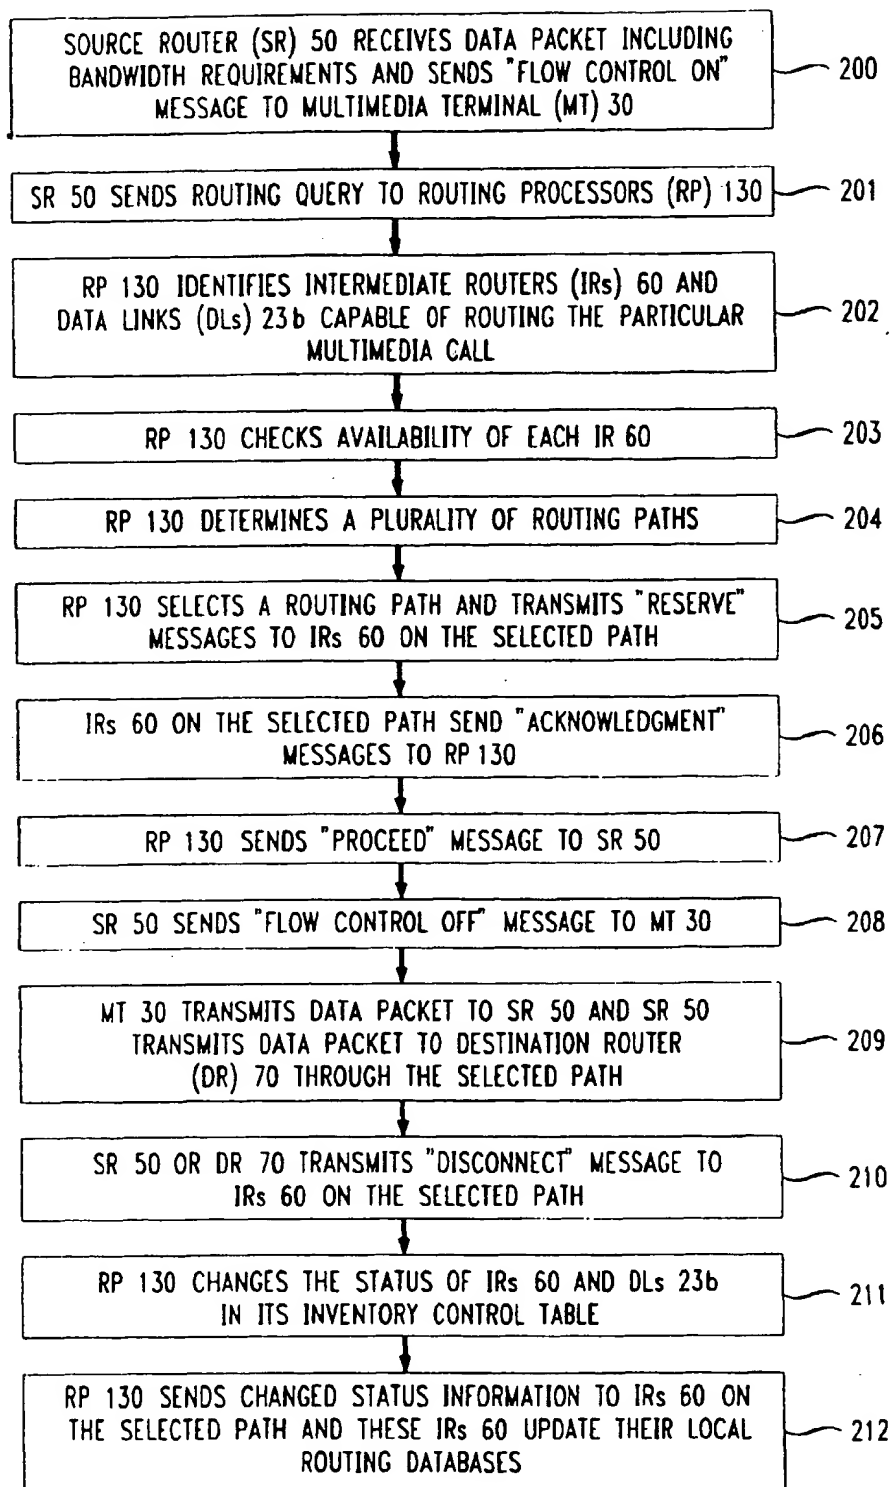 SOURCE ROUTER (SR) 50 RECEIVES DATA PACKET INCLUDING
BANDWIDTH REQUIREMENTS AND SENDS "FLOW CONTROL ON"
MESSAGE TO MULTIMEDIA TERMINAL (MT) 30
200
SR 50 SENDS ROUTING QUERY TO ROUTING PROCESSORS (RP) 130
201
RP 130 IDENTIFIES INTERMEDIATE ROUTERS (IRs) 60 AND
DATA LINKS (DLs) 23b CAPABLE OF ROUTING THE PARTICULAR
MULTIMEDIA CALL
202
RP 130 CHECKS AVAILABILITY OF EACH IR 60
203
RP 130 DETERMINES A PLURALITY OF ROUTING PATHS
204
RP 130 SELECTS A ROUTING PATH AND TRANSMITS "RESERVE"
MESSAGES TO IRs 60 ON THE SELECTED PATH
205
IRs 60 ON THE SELECTED PATH SEND "ACKNOWLEDGMENT"
MESSAGES TO RP 130
206
RP 130 SENDS "PROCEED" MESSAGE TO SR 50
207
SR 50 SENDS "FLOW CONTROL OFF" MESSAGE TO MT 30
208
MT 30 TRANSMITS DATA PACKET TO SR 50 AND SR 50
TRANSMITS DATA PACKET TO DESTINATION ROUTER
(DR) 70 THROUGH THE SELECTED PATH
209
SR 50 OR DR 70 TRANSMITS "DISCONNECT" MESSAGE TO
IRs 60 ON THE SELECTED PATH
210
RP 130 CHANGES THE STATUS OF IRs 60 AND DLs 23b
IN ITS INVENTORY CONTROL TABLE
211
RP 130 SENDS CHANGED STATUS INFORMATION TO IRs 60 ON
THE SELECTED PATH AND THESE IRs 60 UPDATE THEIR LOCAL
ROUTING DATABASES
212